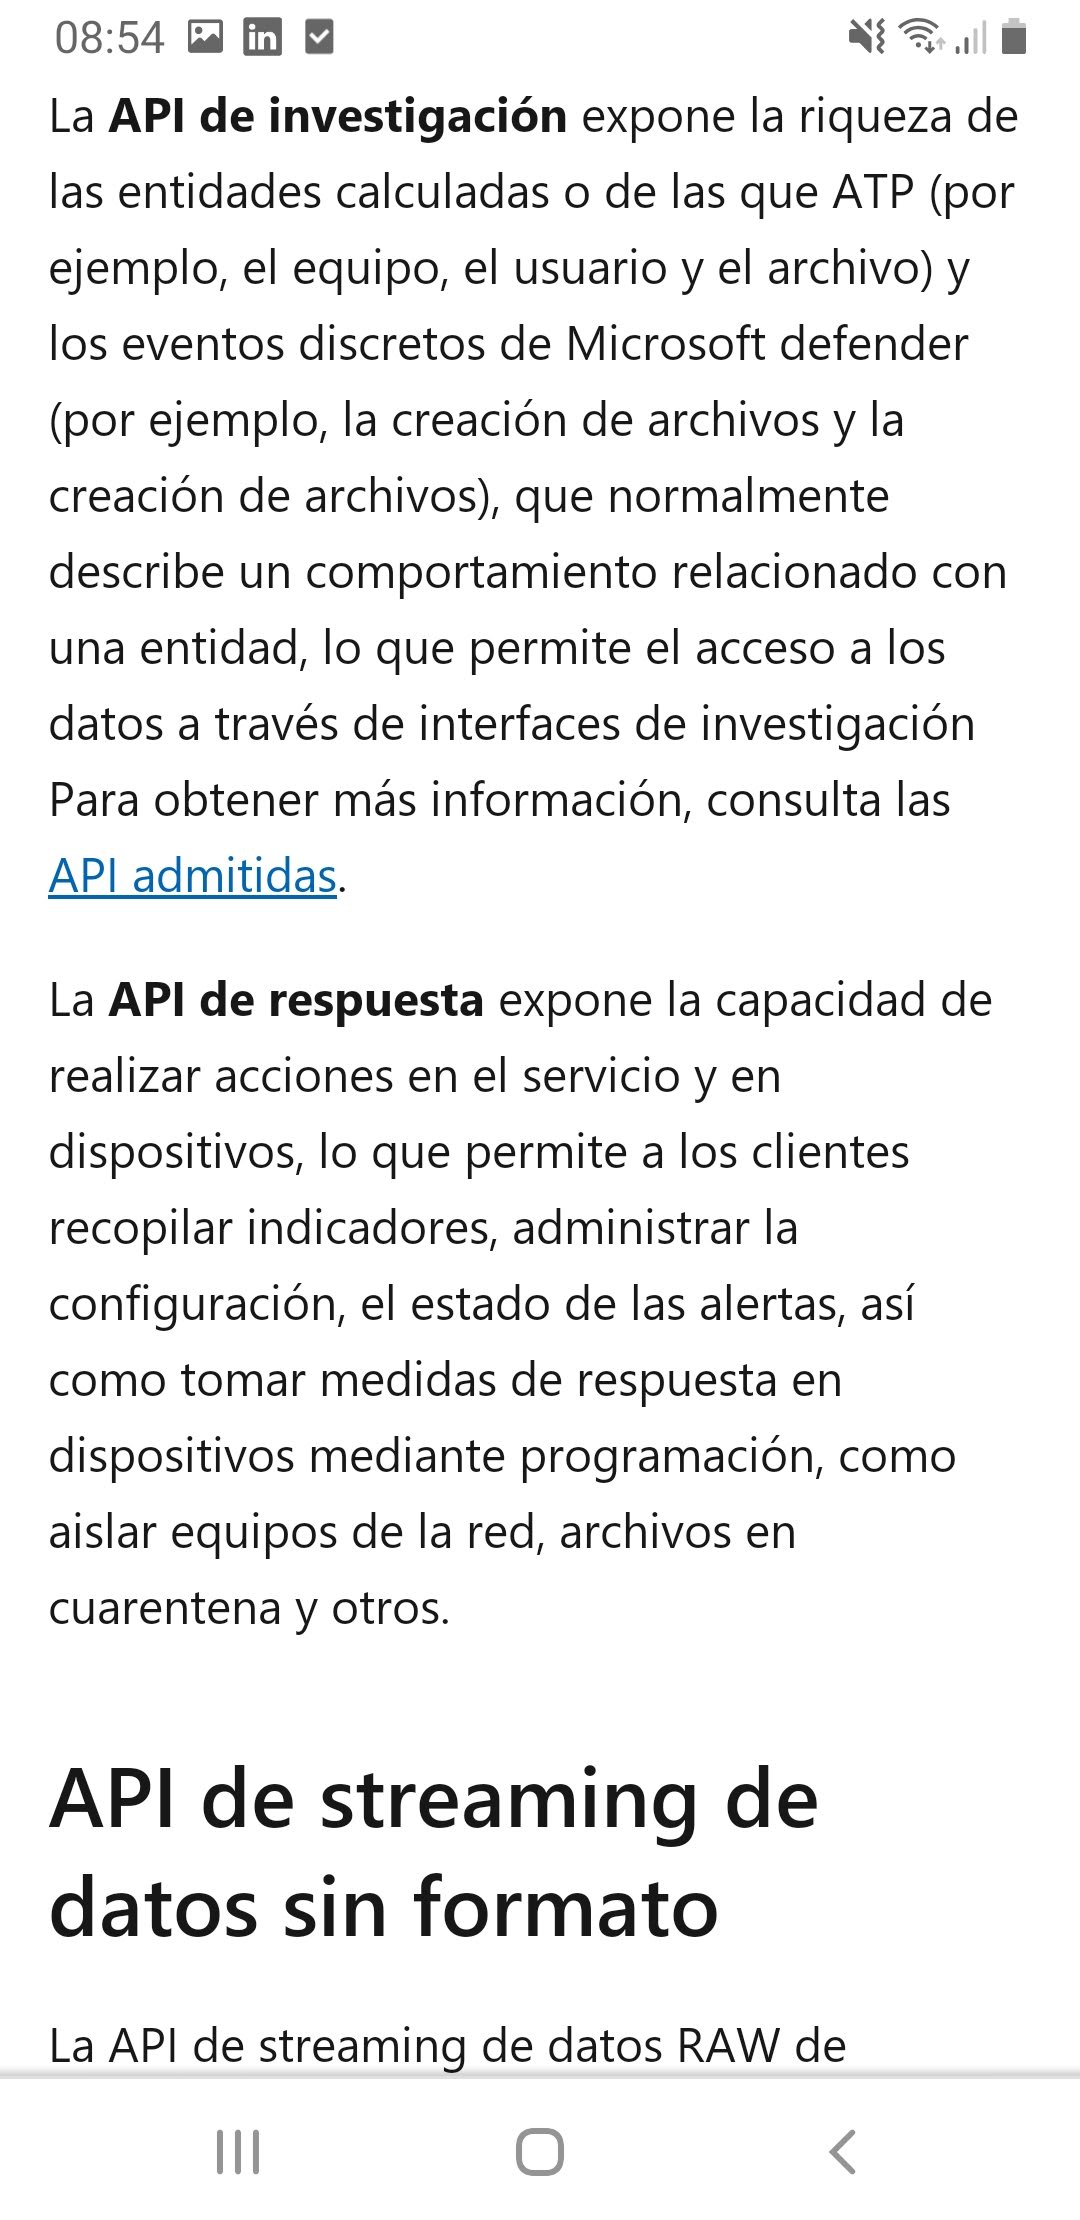 08:54
La API de investigación expone la riqueza de
las entidades calculadas o de las que ATP (por
ejemplo, el equipo, el usuario y el archivo) y
los eventos discretos de Microsoft defender
(por ejemplo, la creación de archivos y la
creación de archivos), que normalmente
describe un comportamiento relacionado con
una entidad, lo que permite el acceso a los
datos a través de interfaces de investigación
Para obtener más información, consulta las
API admitidas.
La API de respuesta expone la capacidad de
realizar acciones en el servicio y en
dispositivos, lo que permite a los clientes
recopilar indicadores, administrar la
configuración, el estado de las alertas, así
como tomar medidas de respuesta en
dispositivos mediante programación, como
aislar equipos de la red, archivos en
cuarentena y otros.
API de streaming de
datos sin formato
La API de streaming de datos RAW de